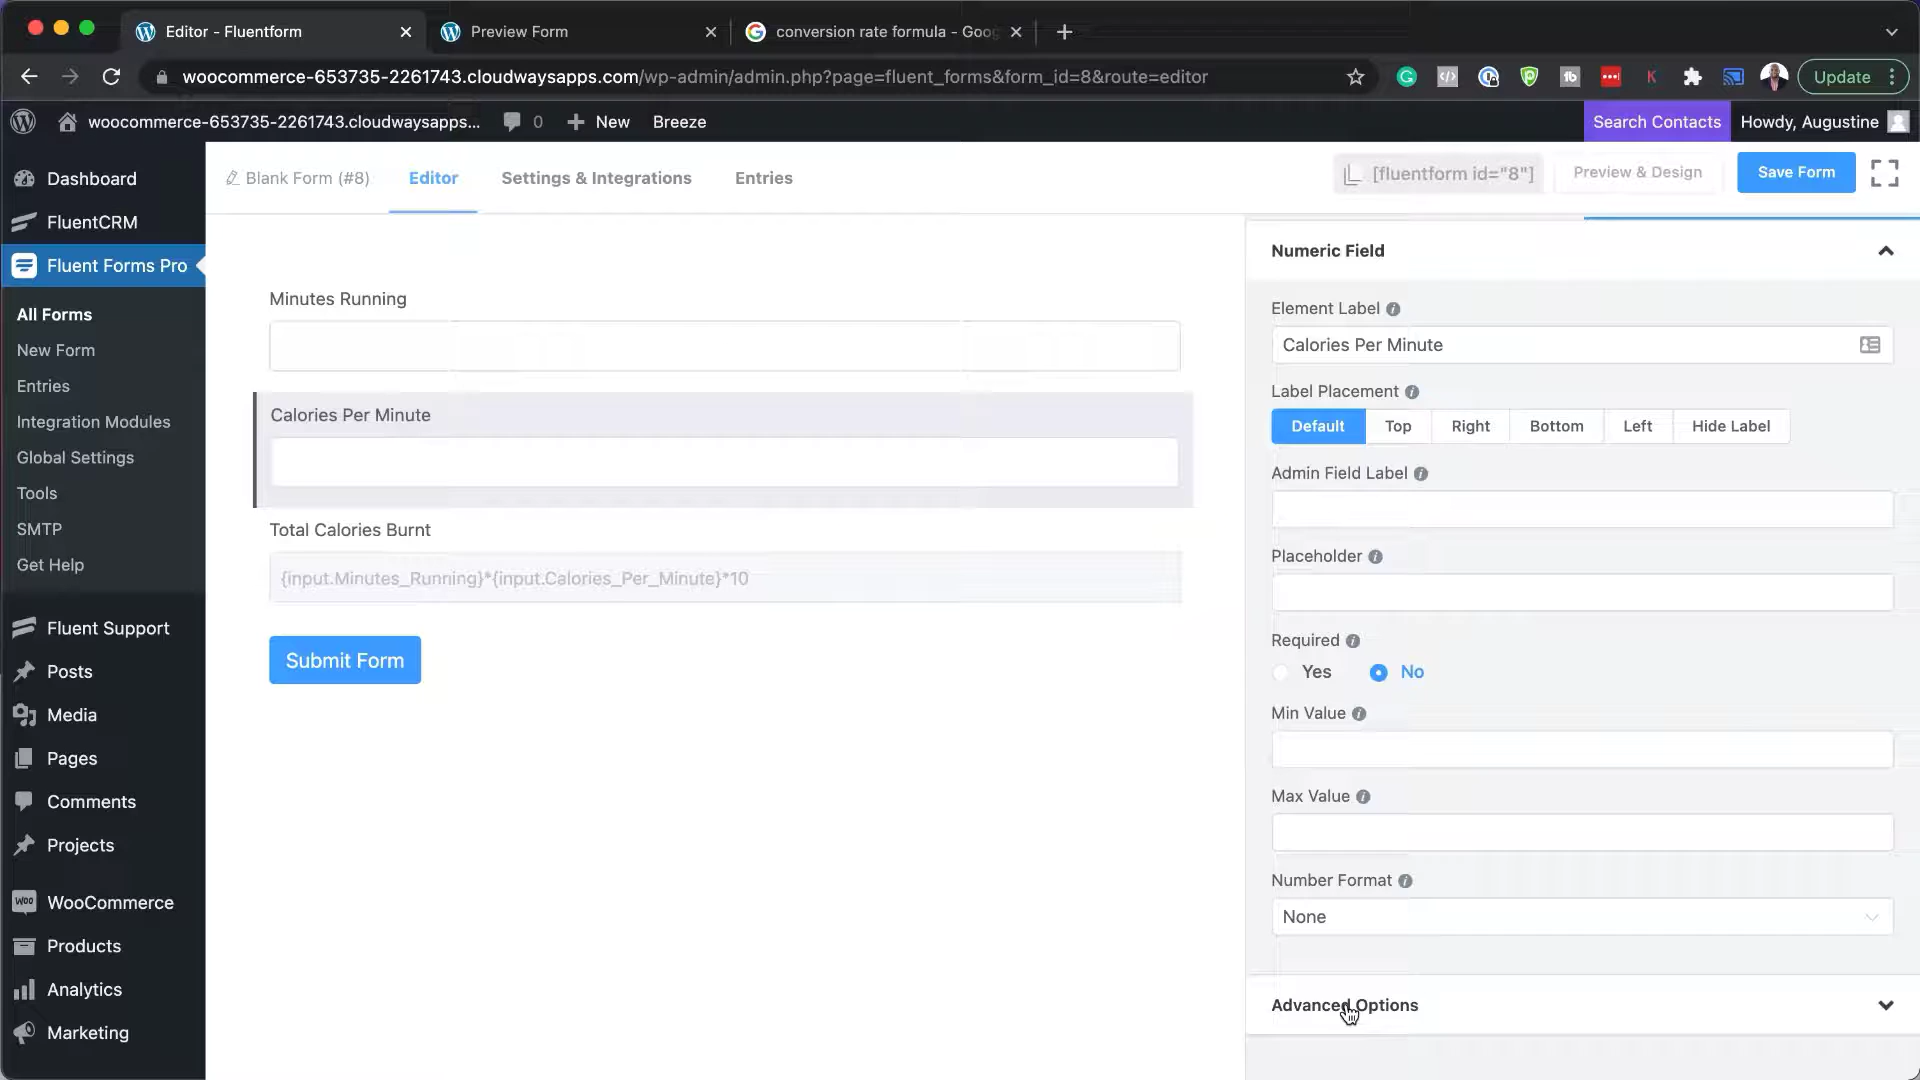 Editor - Fluentform
Preview Form
conversion rate formula - Goog
woocommerce-653735-2261743.cloudwaysapps.com/wp-admin/admin.php?page=fluent_forms&form_id=8&route=editor
Update
woocommerce-653735-2261743.cloudwaysapps...
0
New
Breeze
Search Contacts
Howdy, Augustine
Dashboard
FluentCRM
Fluent Forms Pro
All Forms
New Form
Entries
Integration Modules
Global Settings
Tools
SMTP
Get Help
Fluent Support
Posts
Media
Pages
Comments
Projects
WooCommerce
Products
Analytics
Marketing
Blank Form (#8)
Editor
Settings & Integrations
Entries
[fluentform id="8"]
Preview & Design
Save Form
Minutes Running
Calories Per Minute
Total Calories Burnt
{input.Minutes_Running}*{input.Calories_Per_Minute}*10
Submit Form
Numeric Field
Element Label
Calories Per Minute
Label Placement
Default Top Right Bottom Left Hide Label
Admin Field Label
Placeholder
Required
Yes No
Min Value
Max Value
Number Format
None
Advanced Options